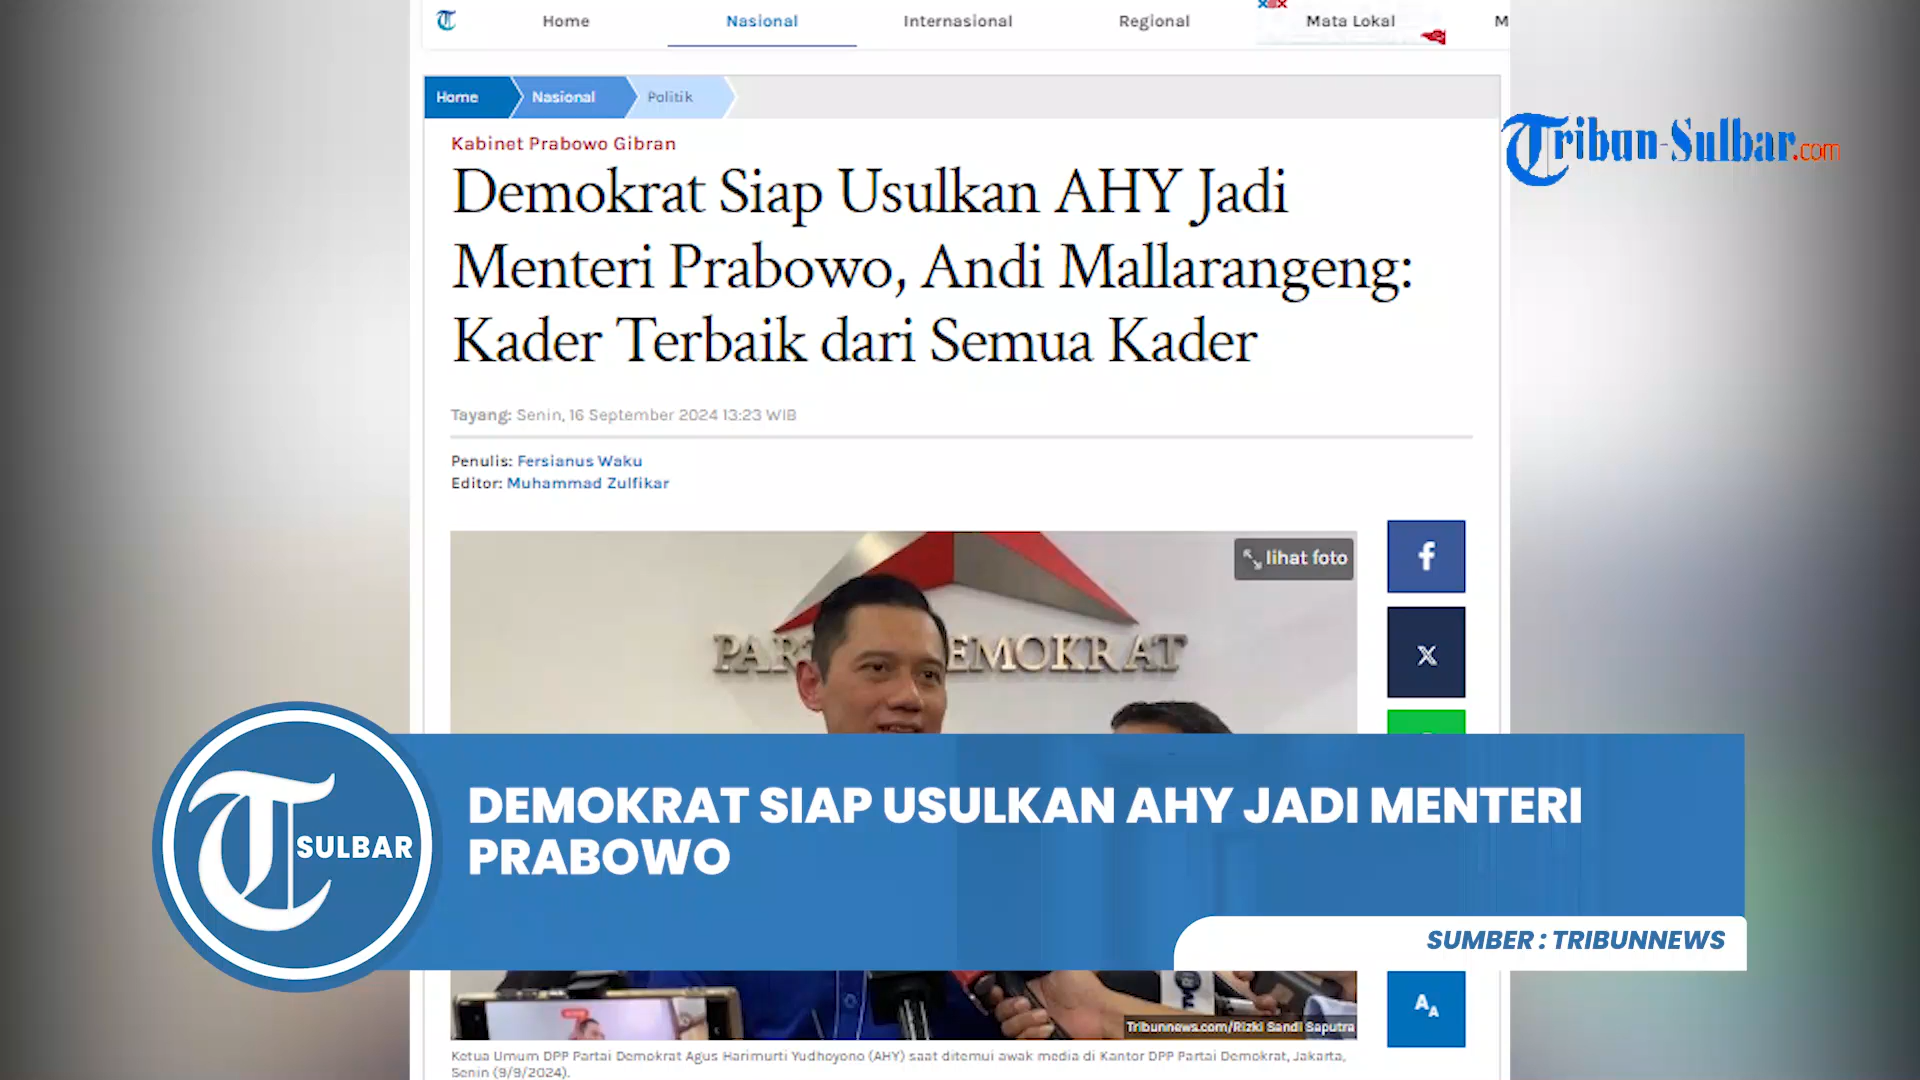 Home Nasional Internasional Regional Mata Lokal M
Home Nasional Politik
Tribun-Sulbar.com
Kabinet Prabowo Gibran
Demokrat Siap Usulkan AHY Jadi
Menteri Prabowo, Andi Mallarangeng:
Kader Terbaik dari Semua Kader
Tayang: Senin, 16 September 2024 13:23 WIB
Penulis: Fersianus Waku
Editor: Muhammad Zulfikar
lihat foto
PAR EMOKRAT
T SULBAR
DEMOKRAT SIAP USULKAN AHY JADI MENTERI
PRABOWO
SUMBER : TRIBUNNEWS
Tribunnews.com/Rizki Sandi Saputra
AA
Ketua Umum DPP Partai Demokrat Agus Harimurti Yudhoyono (AHY) saat ditemui awak media di Kantor DPP Partai Demokrat, Jakarta,
Senin (9/9/2024).